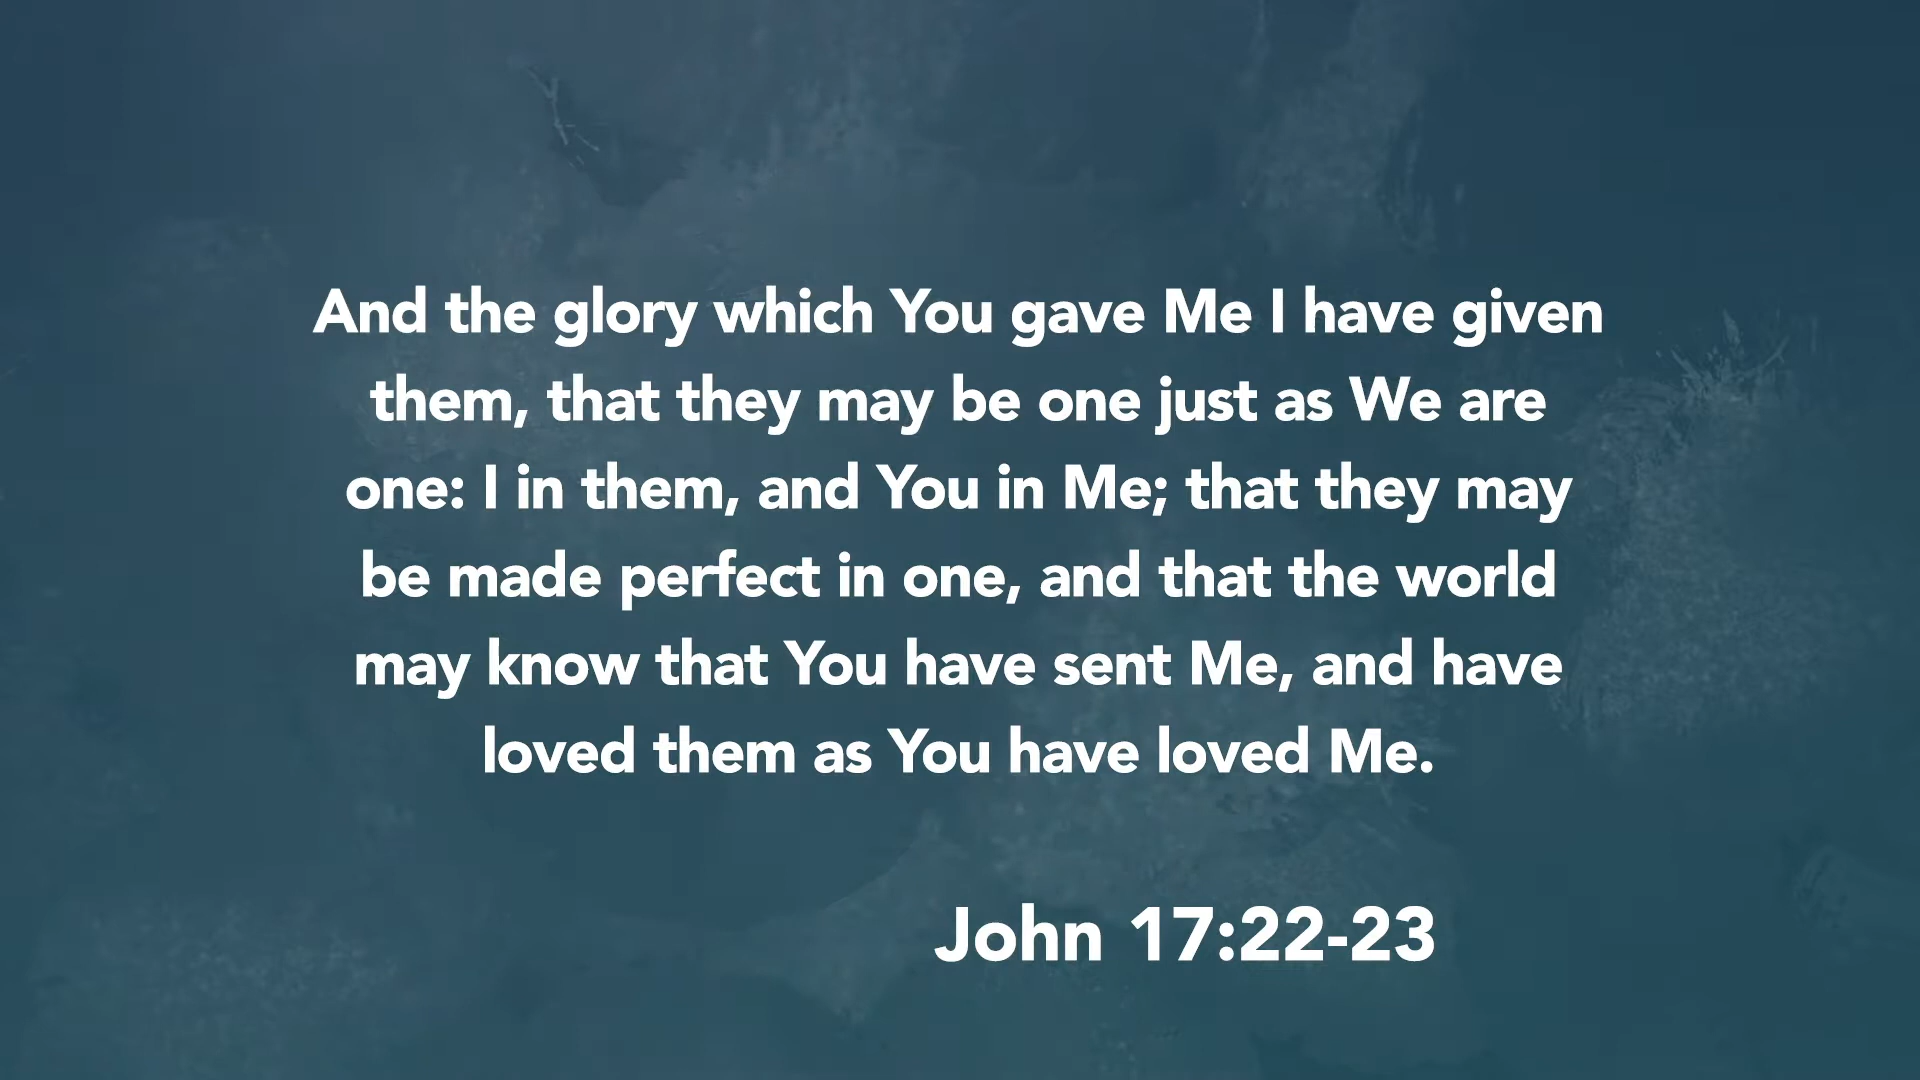 And the glory which You gave Me I have given
them, that they may be one just as We are
one: I in them, and You in Me; that they may
be made perfect in one, and that the world
may know that You have sent Me, and have
loved them as You have loved Me.
John 17:22-23